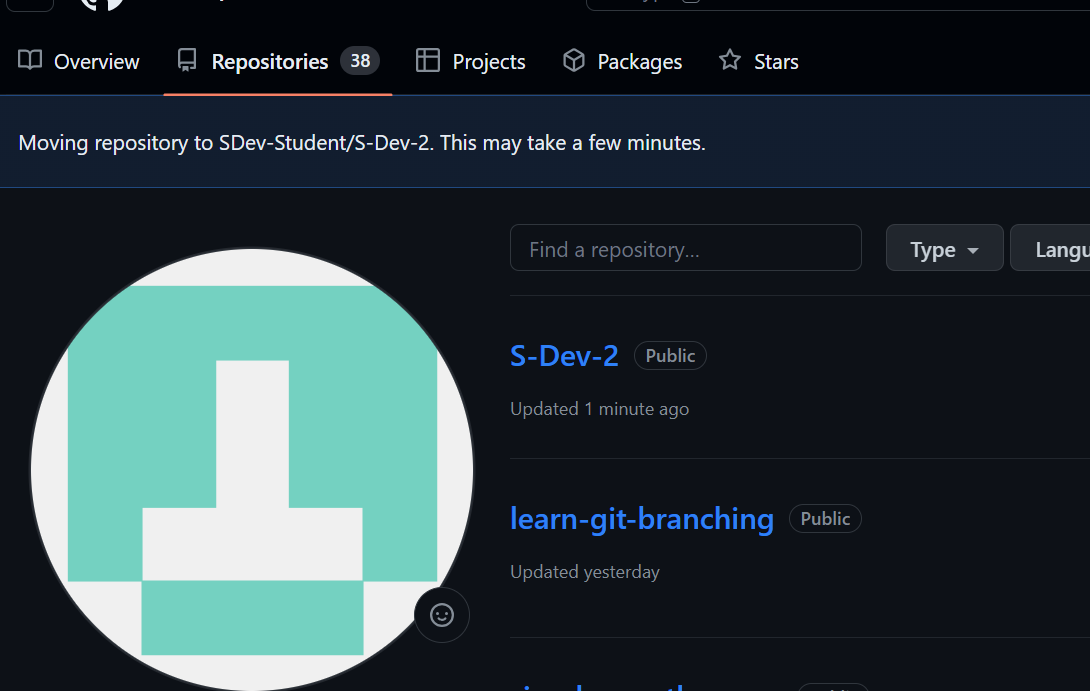 Overview Repositories 38 Projects Packages Stars
Moving repository to SDev-Student/S-Dev-2. This may take a few minutes.
Find a repository... Type
S-Dev-2 Public
Updated 1 minute ago
learn-git-branching Public
Updated yesterday